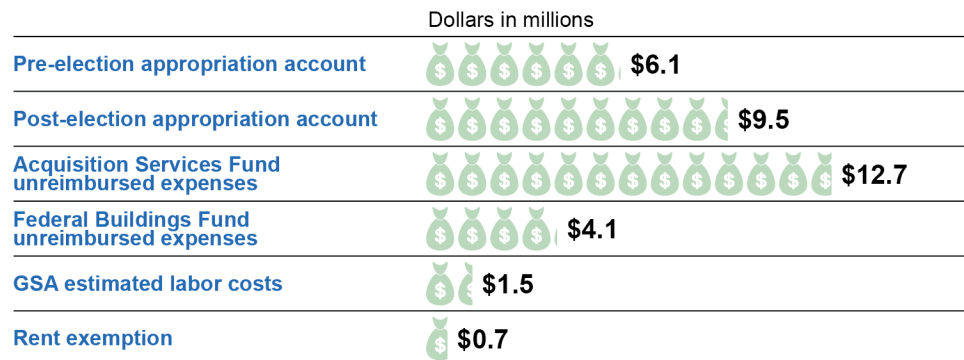 Dollars in millions
Pre-election appropriation account $6.1
Post-election appropriation account $9.5
Acquisition Services Fund
unreimbursed expenses $12.7
Federal Buildings Fund
unreimbursed expenses $4.1
GSA estimated labor costs $1.5
Rent exemption $0.7